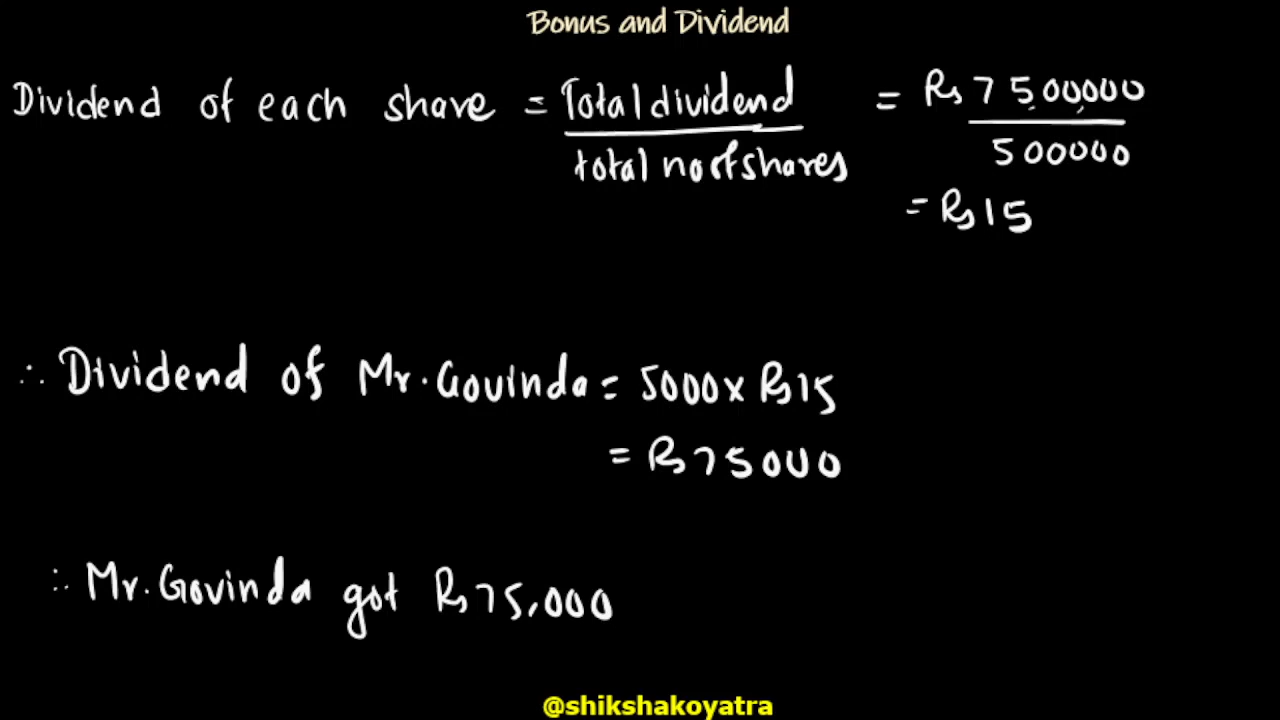 Bonus and Dividend
Dividend of each share = Total dividend / total no of shares = Rs 7500000 / 500000
= Rs 15
∴ Dividend of Mr. Govinda = 5000 x Rs 15
= Rs 75000
∴ Mr. Govinda got Rs 75,000
@shikshakoyatra